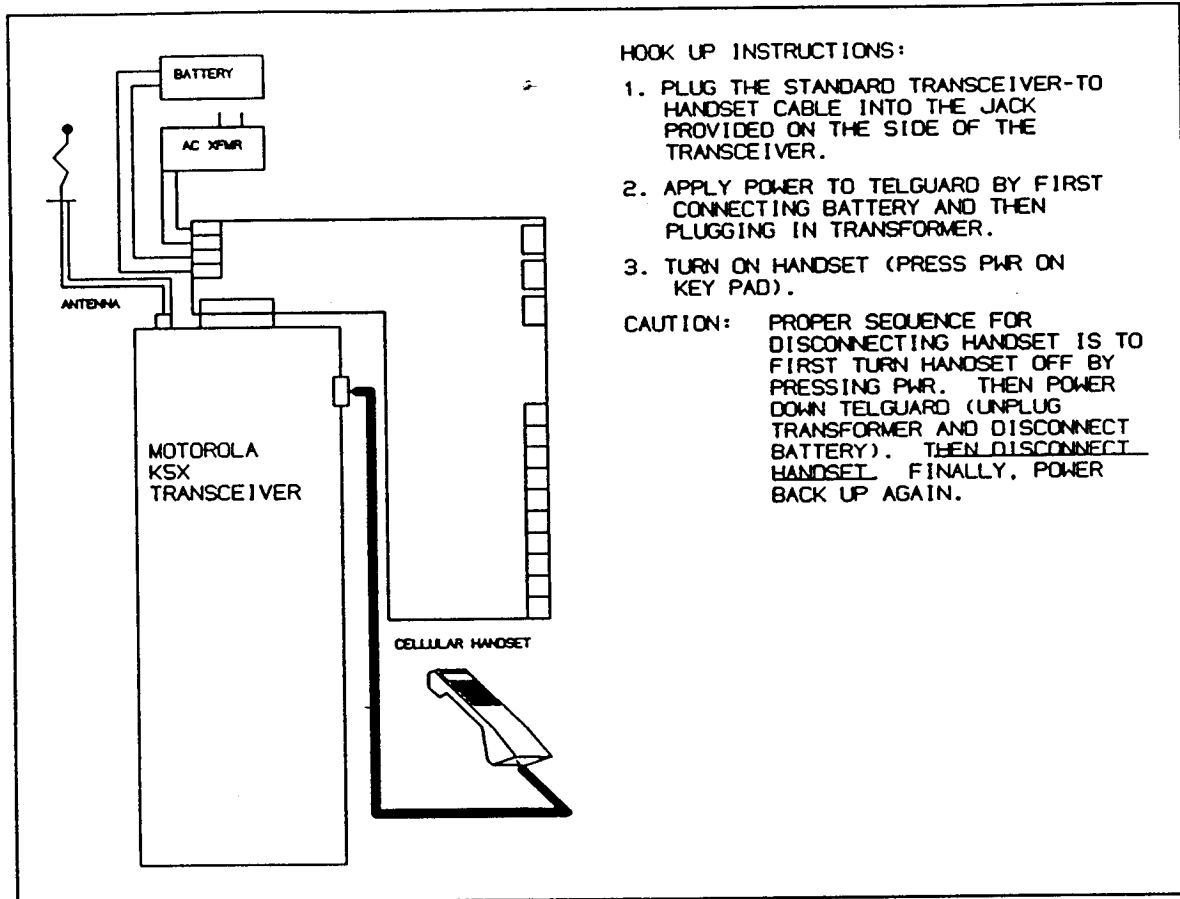 BATTERY
AC XFMR
ANTENNA
MOTOROLA
KSX
TRANSCEIVER
CELLULAR HANDSET
HOOK UP INSTRUCTIONS:
1. PLUG THE STANDARD TRANSCEIVER-TO
HANDSET CABLE INTO THE JACK
PROVIDED ON THE SIDE OF THE
TRANSCEIVER.
2. APPLY POWER TO TELGUARD BY FIRST
CONNECTING BATTERY AND THEN
PLUGGING IN TRANSFORMER.
3. TURN ON HANDSET (PRESS PWR ON
KEY PAD).
CAUTION: PROPER SEQUENCE FOR
DISCONNECTING HANDSET IS TO
FIRST TURN HANDSET OFF BY
PRESSING PWR. THEN POWER
DOWN TELGUARD (UNPLUG
TRANSFORMER AND DISCONNECT
BATTERY). THEN DISCONNECT
HANDSET. FINALLY, POWER
BACK UP AGAIN.